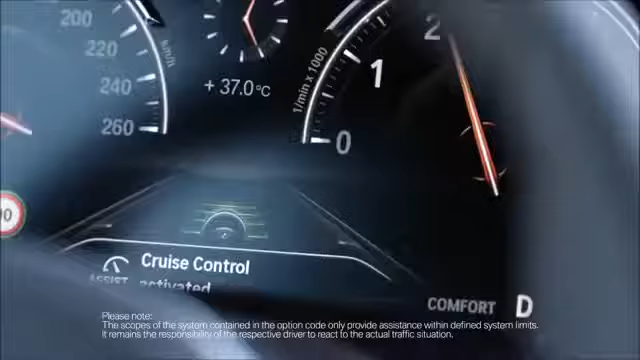 200
220
240
260
km/h
+ 37.0°C
1/min x 1000
2
1
0
Cruise Control
ASSIST activated
COMFORT D
Please note:
The scopes of the system contained in the option code only provide assistance within defined system limits.
It remains the responsibility of the respective driver to react to the actual traffic situation.